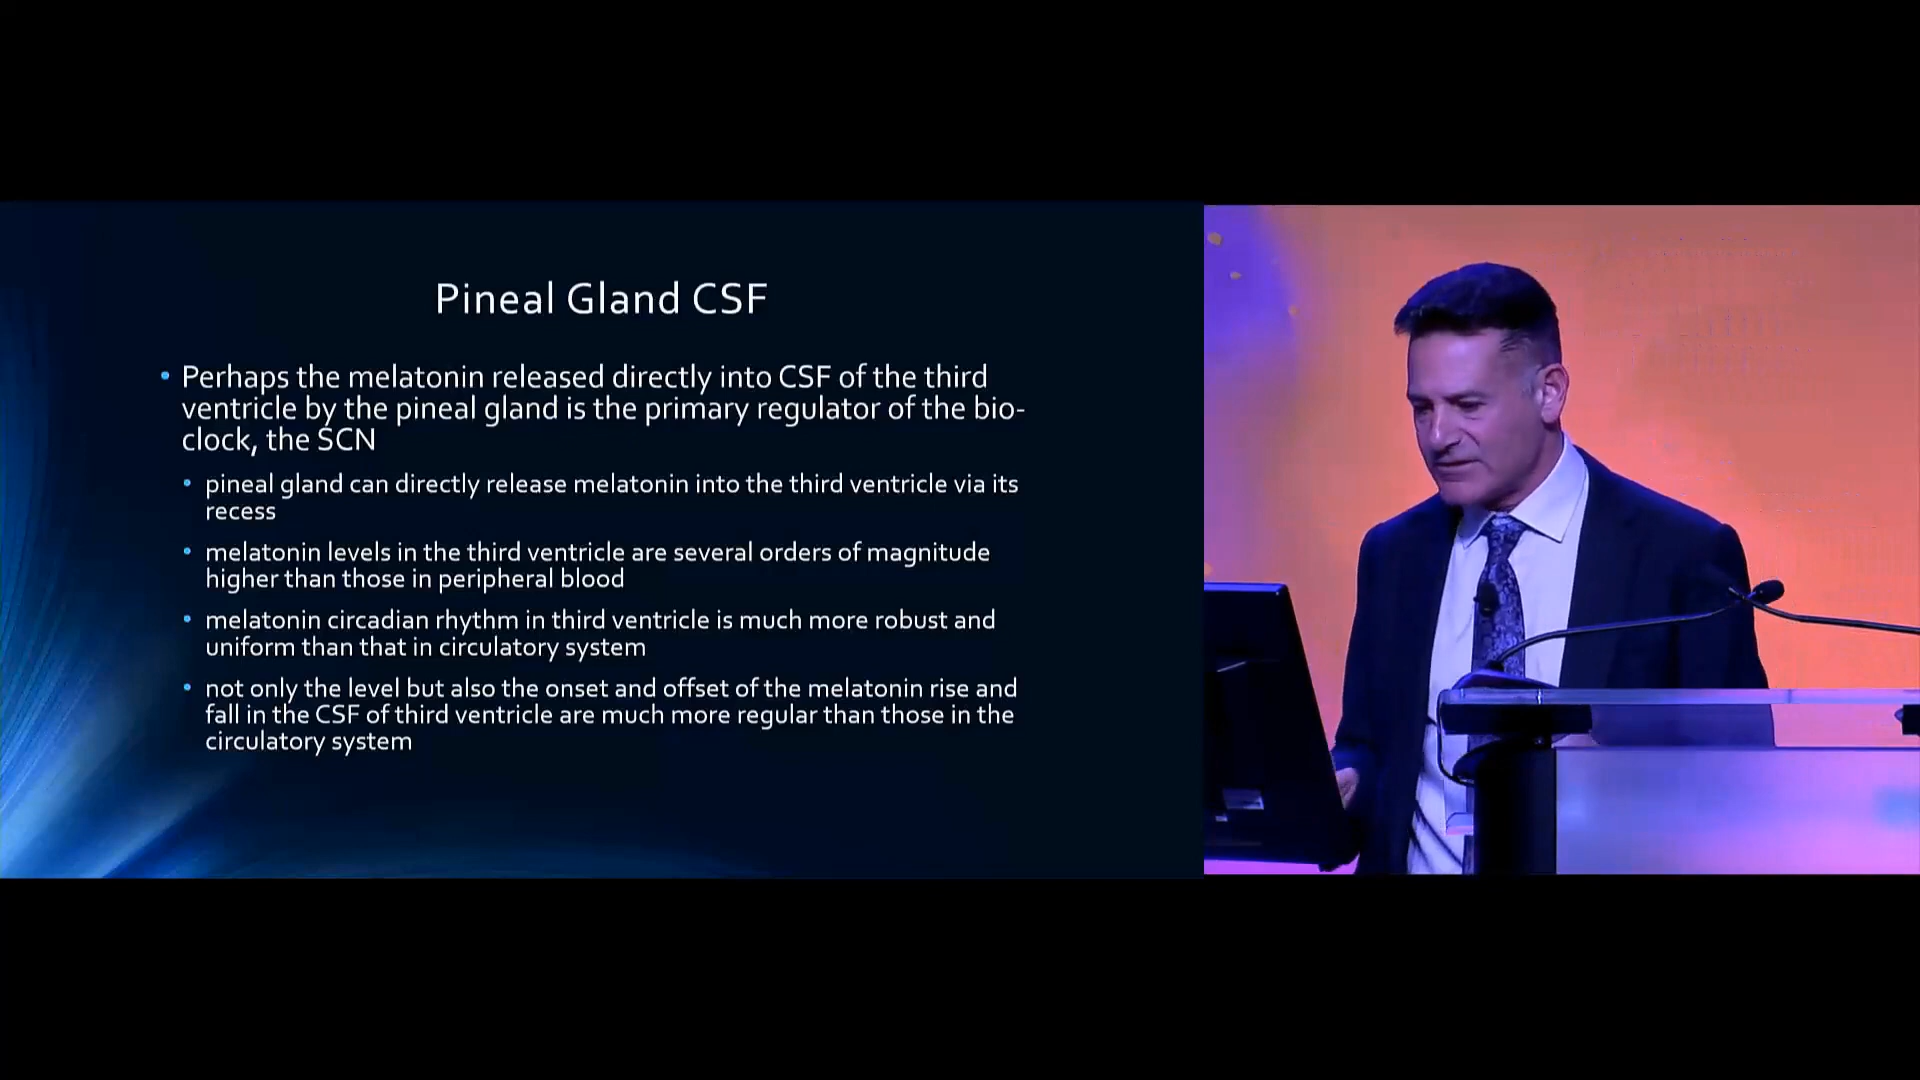 Pineal Gland CSF
• Perhaps the melatonin released directly into CSF of the third
ventricle by the pineal gland is the primary regulator of the bio-
clock, the SCN
• pineal gland can directly release melatonin into the third ventricle via its
recess
• melatonin levels in the third ventricle are several orders of magnitude
higher than those in peripheral blood
• melatonin circadian rhythm in third ventricle is much more robust and
uniform than that in circulatory system
• not only the level but also the onset and offset of the melatonin rise and
fall in the CSF of third ventricle are much more regular than those in the
circulatory system